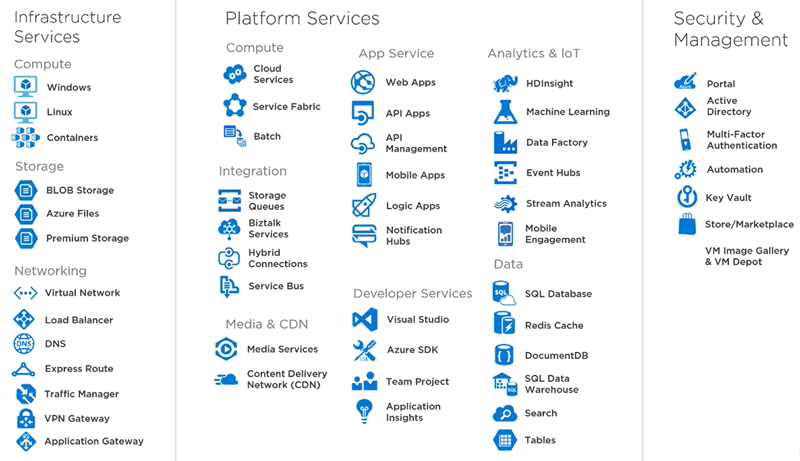 Infrastructure
Services
Compute
Windows
Linux
Containers
Storage
BLOB Storage
Azure Files
Premium Storage
Networking
Virtual Network
Load Balancer
DNS
DNS
Express Route
Traffic Manager
VPN Gateway
Application Gateway
Platform Services
Compute
Cloud
Services
Service Fabric
Batch
Integration
Storage
Queues
Biztalk
Services
Hybrid
Connections
Service Bus
Media & CDN
Media Services
Content Delivery
Network (CDN)
App Service
Web Apps
API Apps
API
Management
Mobile Apps
Logic Apps
Notification
Hubs
Developer Services
Visual Studio
Azure SDK
Team Project
Application
Insights
Analytics & IoT
HDInsight
Machine Learning
Data Factory
Event Hubs
Stream Analytics
Mobile
Engagement
Data
SQL
SQL Database
Redis Cache
DocumentDB
SQL
SQL Data
Warehouse
Search
Tables
Security &
Management
Portal
Active
Directory
Multi-Factor
Authentication
Automation
Key Vault
Store/Marketplace
VM Image Gallery
& VM Depot